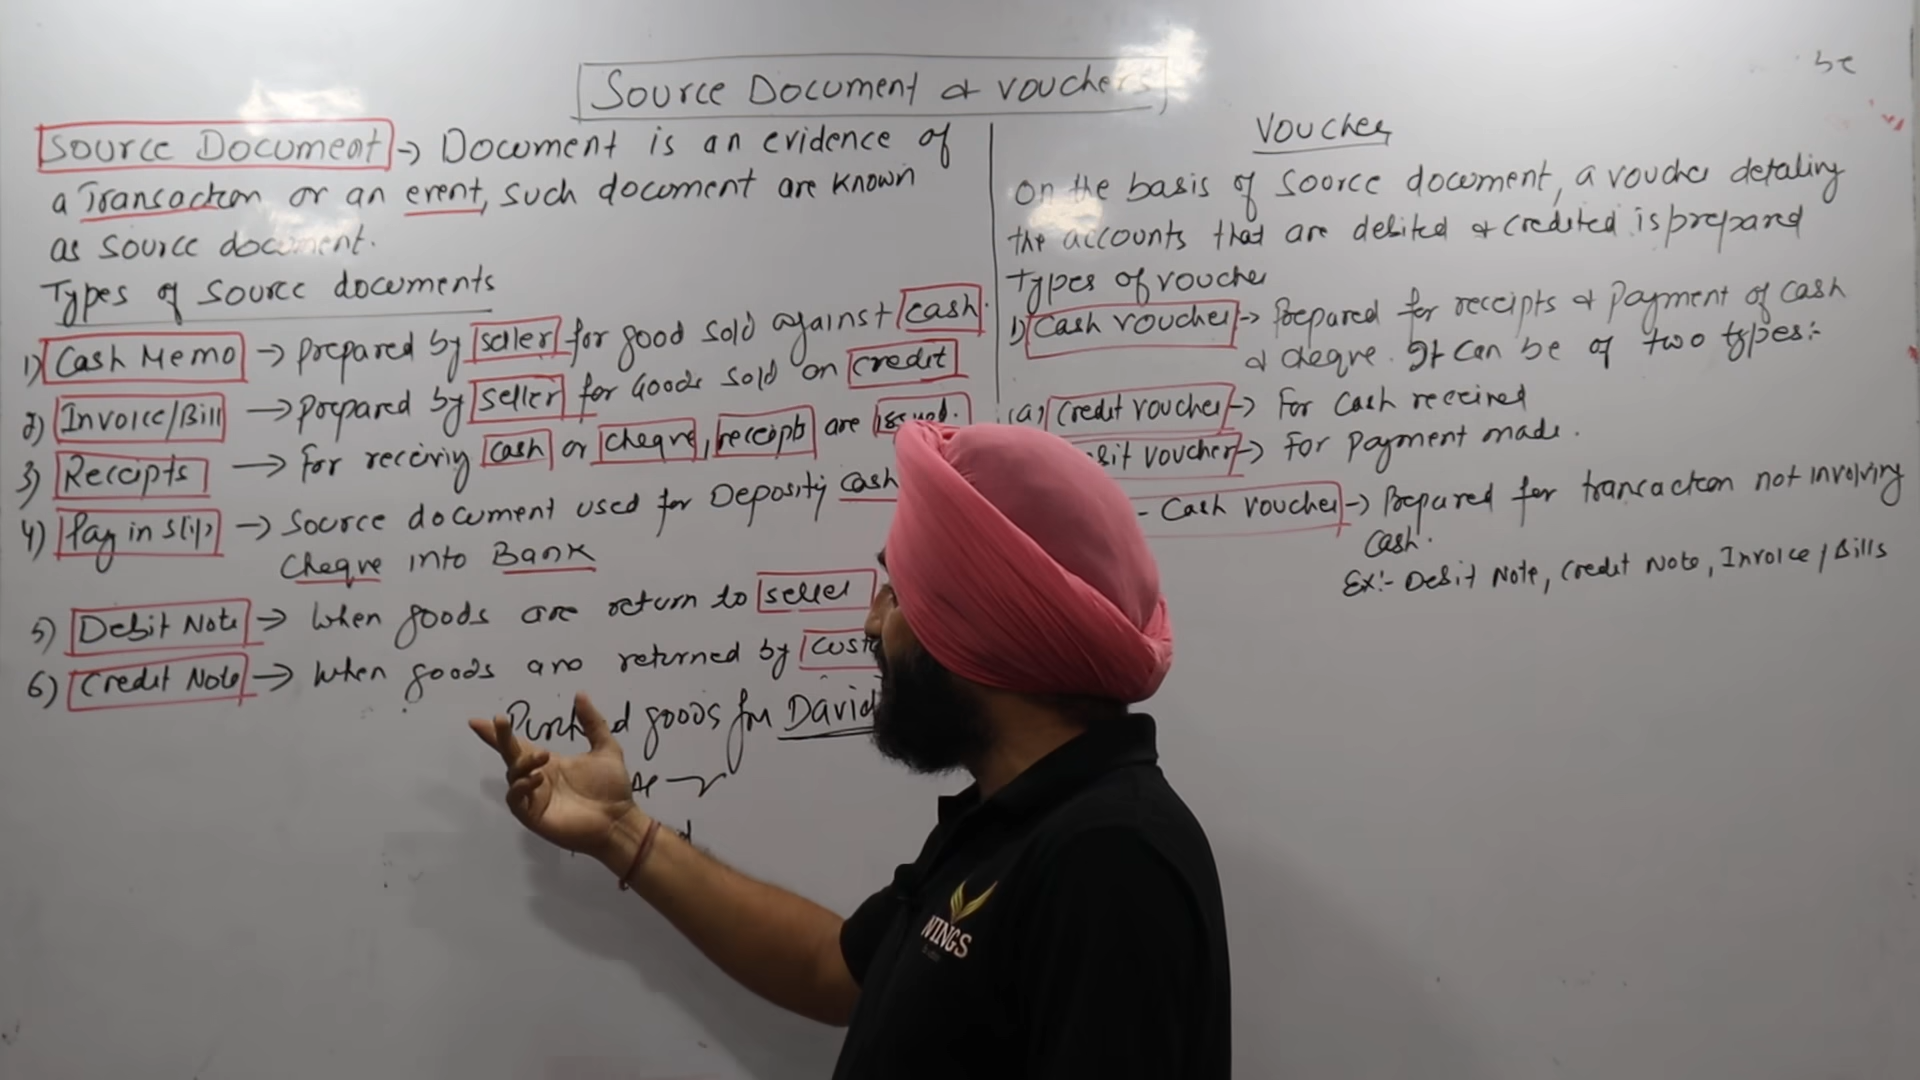 Source Document & Vouchers
Source Document → Document is an evidence of
a Transaction or an event, such document are known
as source document.
Types of source documents
1) Cash Memo → prepared by seller for good sold against cash.
2) Invoice/Bill → prepared by seller for Goods sold on credit
3) Receipts → for receiving cash or cheque, receipts are issued.
4) Pay in slip → Source document used for Depositing cash
Cheque into Bank
5) Debit Note → When goods are return to seller
6) Credit Note → When goods are returned by Custo
goods from David
Voucher
On the basis of source document, a voucher detailing
the accounts that are debited & credited is prepared
Types of voucher
1) Cash voucher → Prepared for receipts & Payment of cash
& cheque. It can be of two types:-
(a) Credit voucher → For cash received
bit voucher → For payment made.
- Cash voucher → Prepared for transaction not involving
Cash.
Ex:- Debit Note, Credit Note, Invoice/Bills
be
WINGS